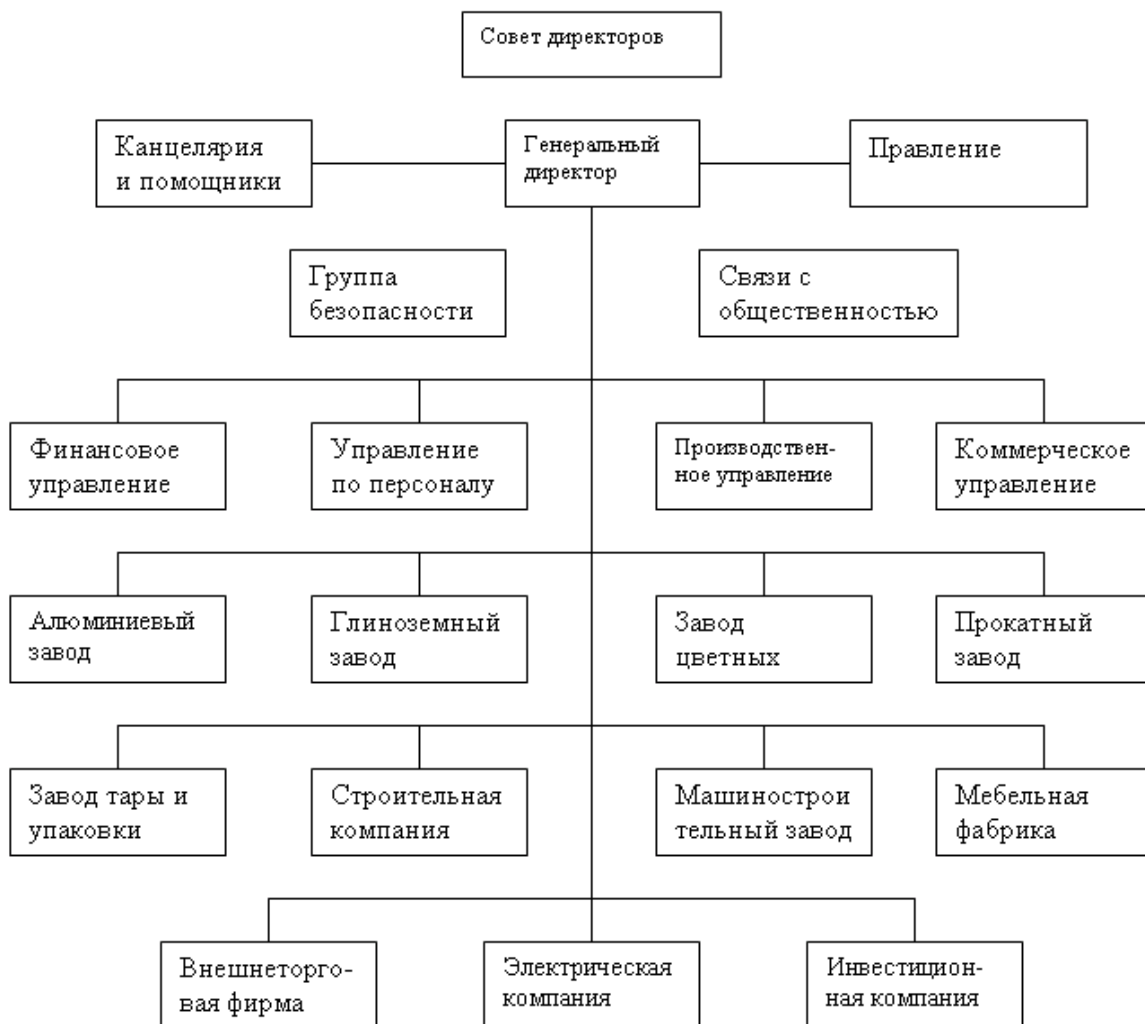 Совет директоров
Канцелярия
и помощники
Генеральный
директор
Правление
Группа
безопасности
Связи с
общественностью
Финансовое
управление
Управление
по персоналу
Производствен-
ное управление
Коммерческое
управление
Алюминиевый
завод
Глиноземный
завод
Завод
цветных
Прокатный
завод
Завод тары и
упаковки
Строительная
компания
Машинострои
тельный завод
Мебельная
фабрика
Внешнеторго-
вая фирма
Электрическая
компания
Инвестицион-
ная компания